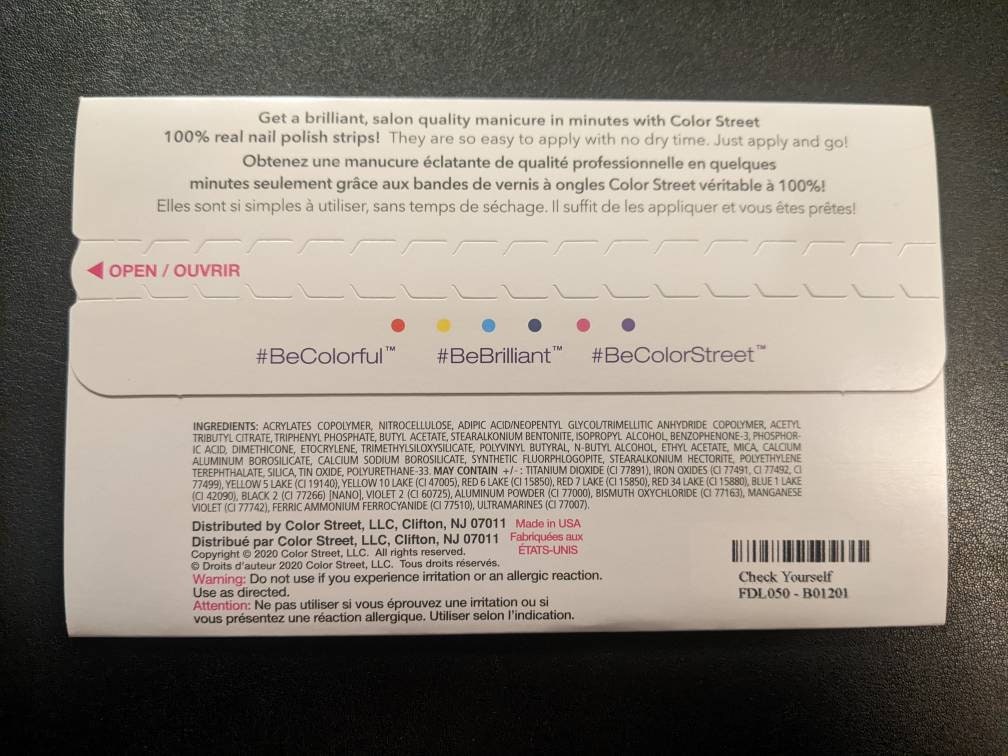 Get a brilliant, salon quality manicure in minutes with Color Street
100% real nail polish strips! They are so easy to apply with no dry time. Just apply and go!
Obtenez une manucure éclatante de qualité professionnelle en quelques
minutes seulement grâce aux bandes de vernis à ongles Color Street véritable à 100%!
Elles sont si simples à utiliser, sans temps de séchage. Il suffit de les appliquer et vous êtes prêtes!
OPEN / OUVRIR
#BeColorful™ #BeBrilliant™ #BeColorStreet™
INGREDIENTS: ACRYLATES COPOLYMER, NITROCELLULOSE, ADIPIC ACID/NEOPENTYL GLYCOL/TRIMELLITIC ANHYDRIDE COPOLYMER, ACETYL
TRIBUTYL CITRATE, TRIPHENYL PHOSPHATE, BUTYL ACETATE, STEARALKONIUM BENTONITE, ISOPROPYL ALCOHOL, BENZOPHENONE-3, PHOSPHOR-
IC ACID, DIMETHICONE, ETOCRYLENE, TRIMETHYLSILOXYSILICATE, POLYVINYL BUTYRAL, N-BUTYL ALCOHOL, ETHYL ACETATE, MICA, CALCIUM
ALUMINUM BOROSILICATE, CALCIUM SODIUM BOROSILICATE, SYNTHETIC FLUORPHLOGOPITE, STEARALKONIUM HECTORITE, POLYETHYLENE
TEREPHTHALATE, SILICA, TIN OXIDE, POLYURETHANE-33. MAY CONTAIN +/- : TITANIUM DIOXIDE (CI 77891), IRON OXIDES (CI 77491, CI 77492, CI
77499), YELLOW 5 LAKE (CI 19140), YELLOW 10 LAKE (CI 47005), RED 6 LAKE (CI 15850), RED 7 LAKE (CI 15850), RED 34 LAKE (CI 15880), BLUE 1 LAKE
(CI 42090), BLACK 2 (CI 77266) [NANO], VIOLET 2 (CI 60725), ALUMINUM POWDER (CI 77000), BISMUTH OXYCHLORIDE (CI 77163), MANGANESE
VIOLET (CI 77742), FERRIC AMMONIUM FERROCYANIDE (CI 77510), ULTRAMARINES (CI 77007).
Distributed by Color Street, LLC, Clifton, NJ 07011
Distribué par Color Street, LLC, Clifton, NJ 07011
Made in USA
Fabriquées aux
ÉTATS-UNIS
Copyright © 2020 Color Street, LLC. All rights reserved.
© Droits d'auteur 2020 Color Street, LLC. Tous droits réservés.
Warning: Do not use if you experience irritation or an allergic reaction.
Use as directed.
Attention: Ne pas utiliser si vous éprouvez une irritation ou si
vous présentez une réaction allergique. Utiliser selon l'indication.
Check Yourself
FDL050 - B01201